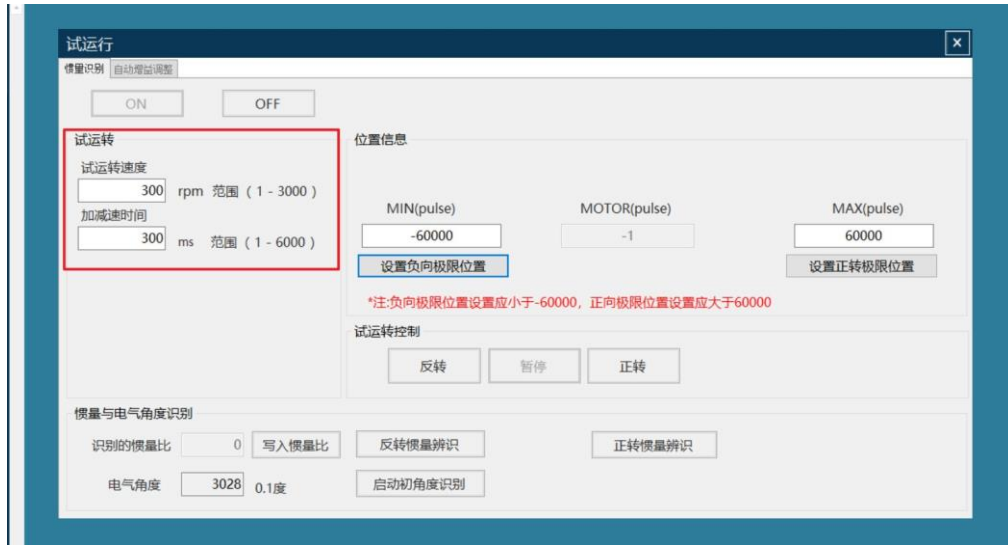 试运行
惯量识别 自动增益调整
ON OFF
试运转
试运转速度
300 rpm 范围 ( 1 - 3000 )
加减速时间
300 ms 范围 ( 1 - 6000 )
位置信息
MIN(pulse) MOTOR(pulse) MAX(pulse)
-60000 -1 60000
设置负向极限位置 设置正转极限位置
*注:负向极限位置设置应小于-60000, 正向极限位置设置应大于60000
试运转控制
反转 暂停 正转
惯量与电气角度识别
识别的惯量比 0 写入惯量比 反转惯量辨识 正转惯量辨识
电气角度 3028 0.1度 启动初角度识别